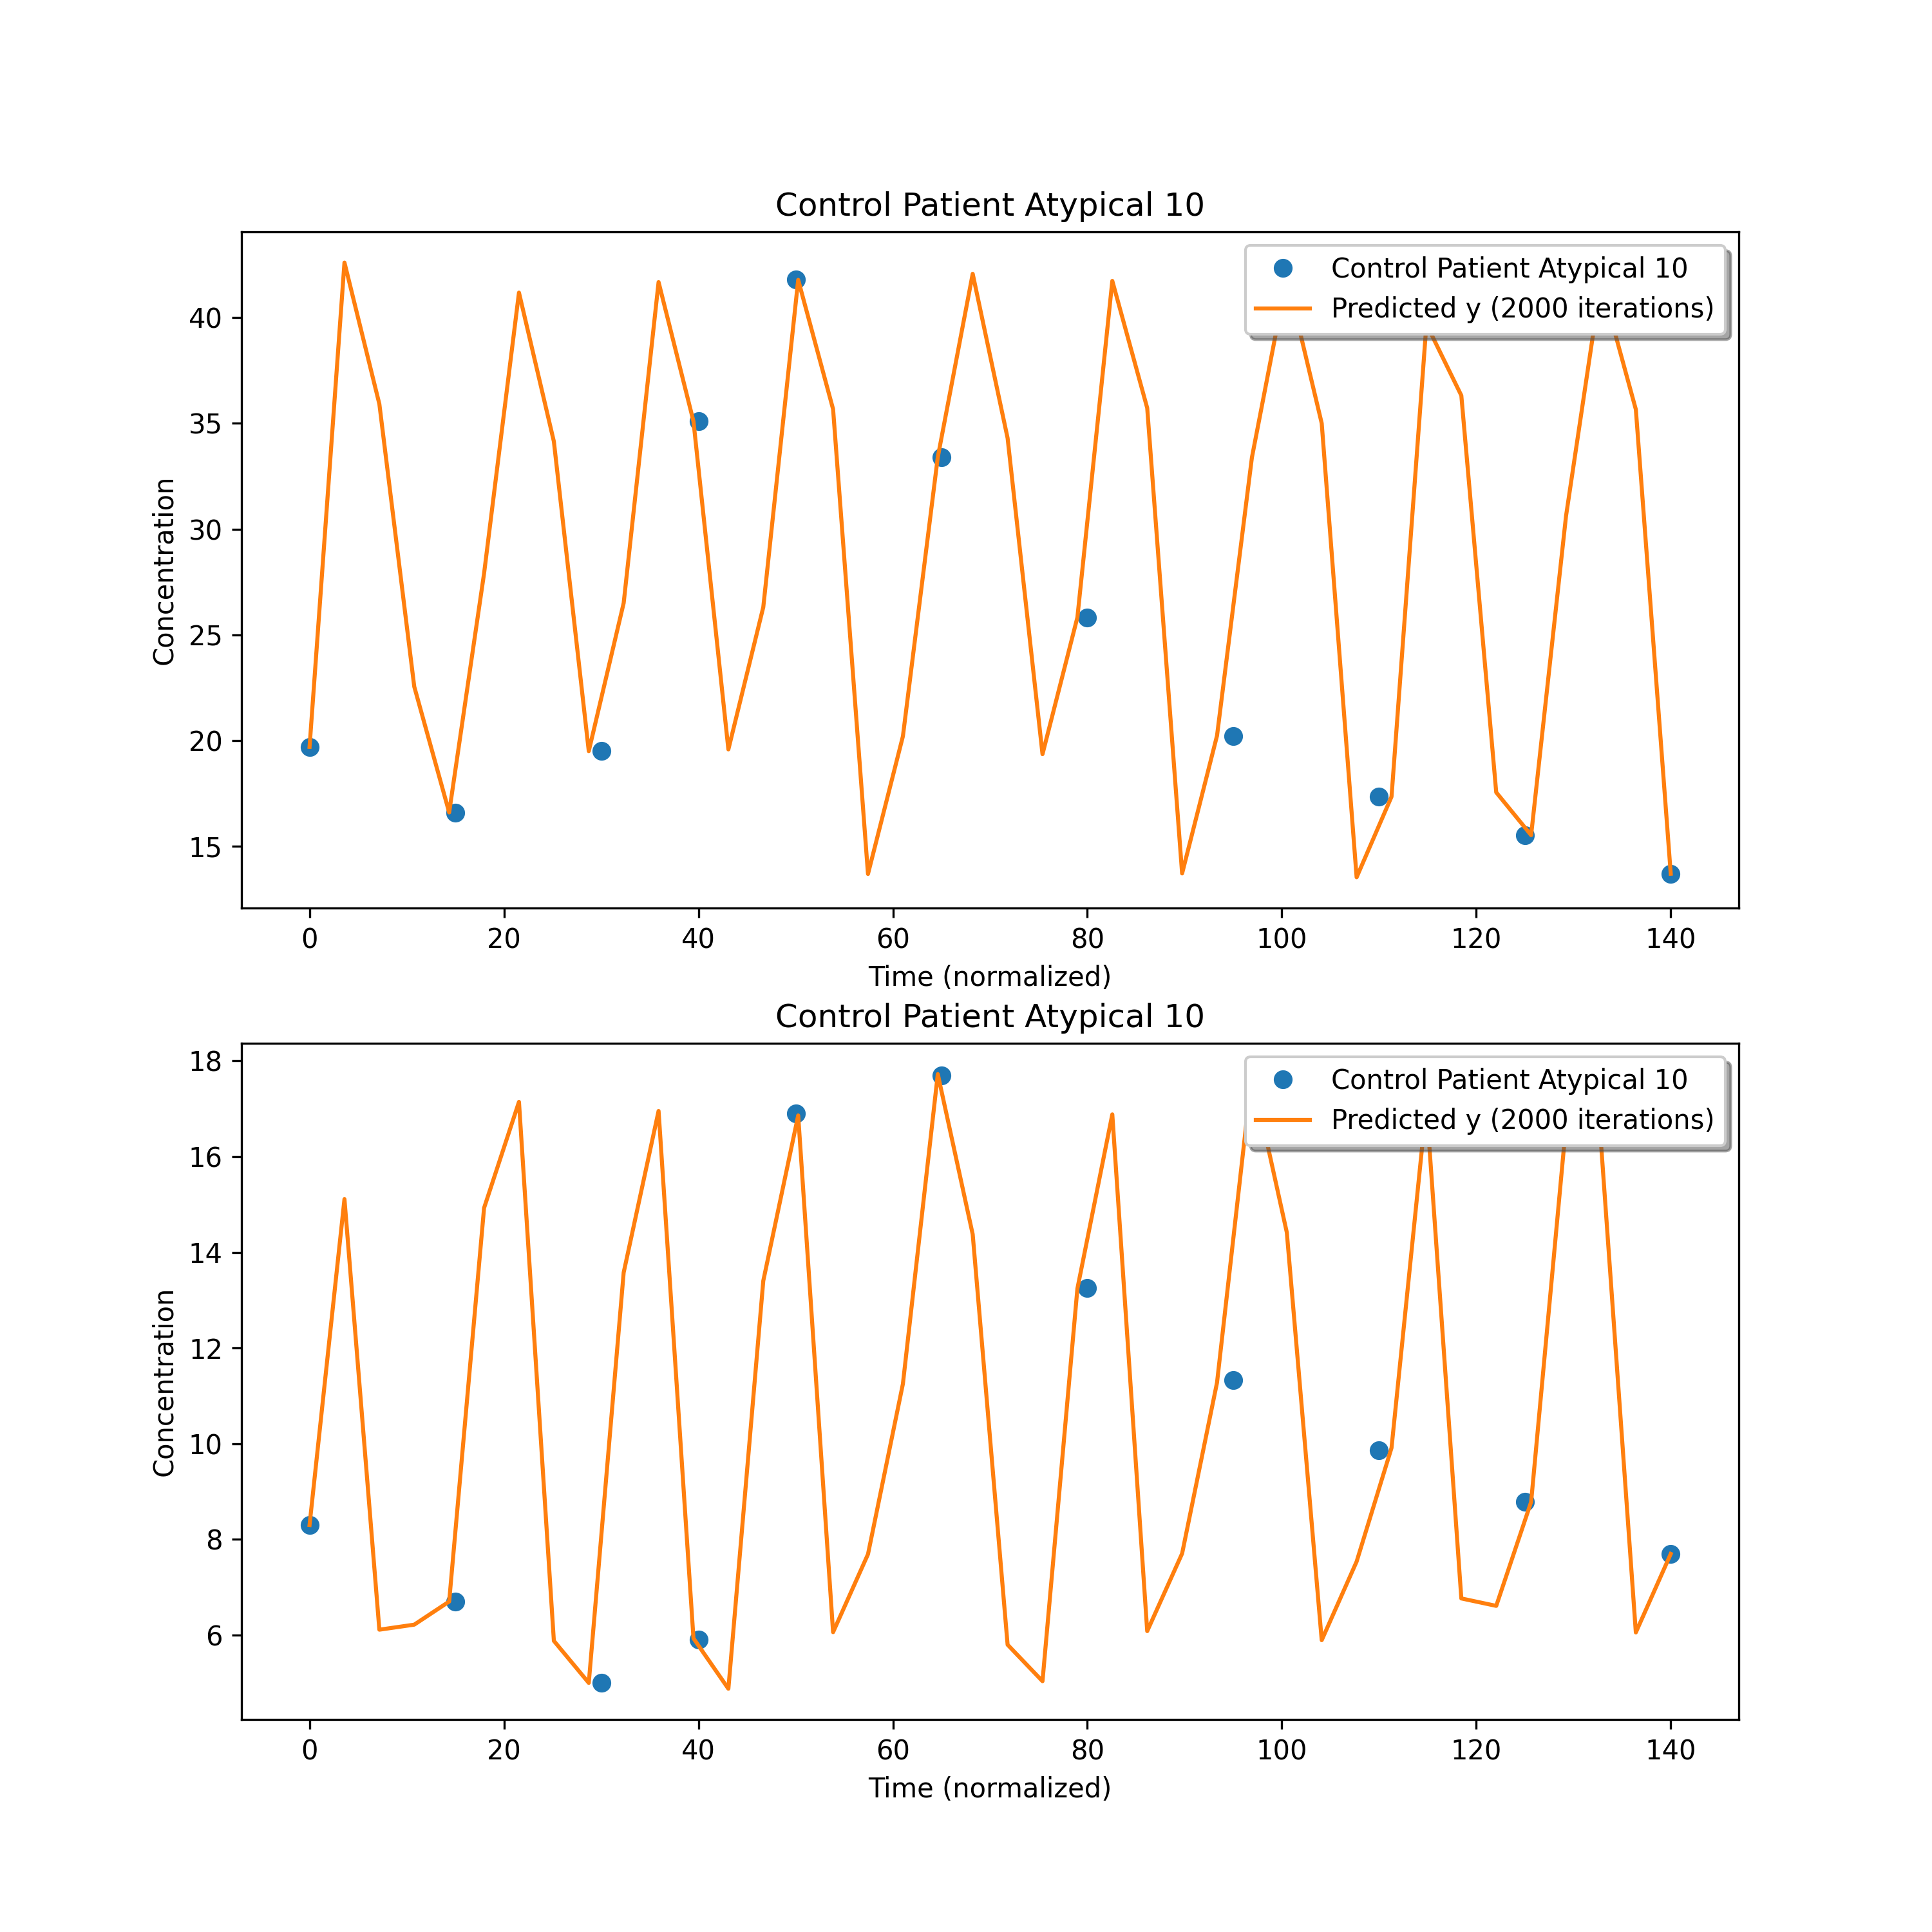 Control Patient Atypical 10
Control Patient Atypical 10
Predicted y (2000 iterations)
Concentration
40
35
30
25
20
15
0 20 40 60 80 100 120 140
Time (normalized)
Control Patient Atypical 10
Control Patient Atypical 10
Predicted y (2000 iterations)
Concentration
18
16
14
12
10
8
6
0 20 40 60 80 100 120 140
Time (normalized)